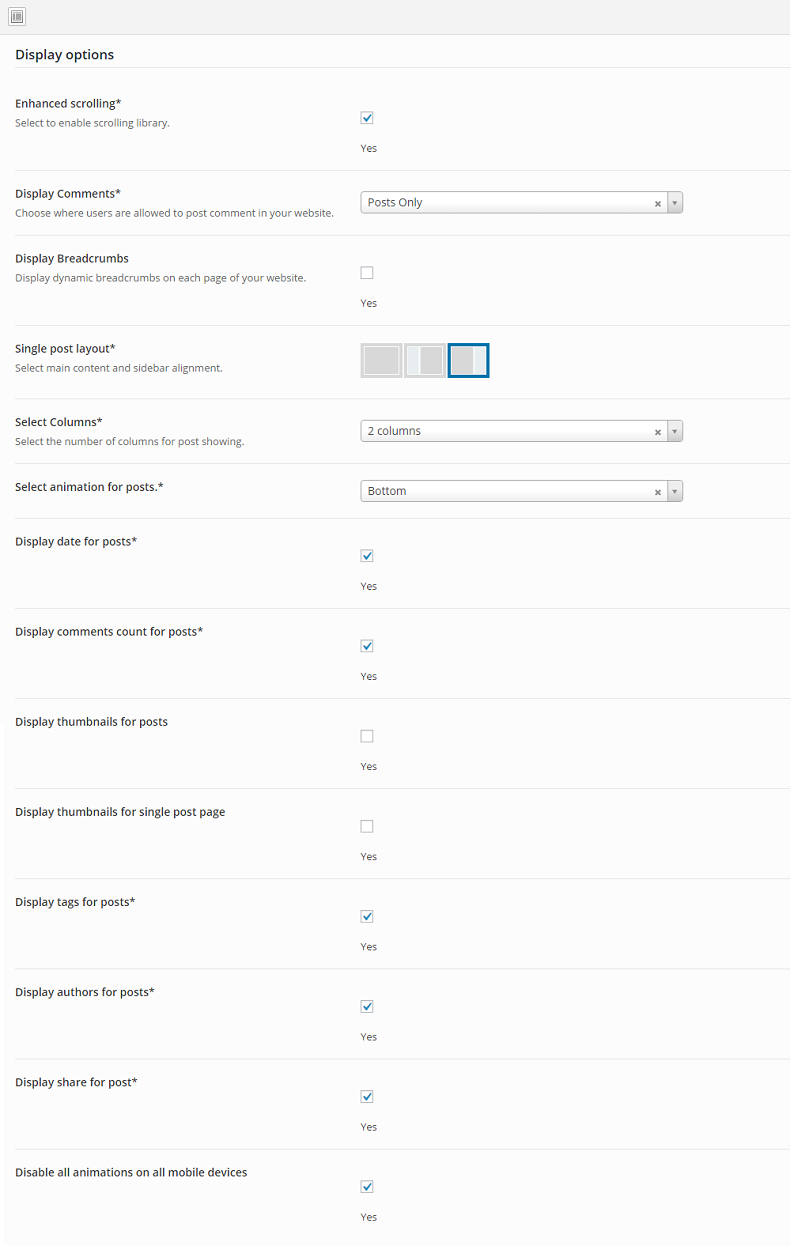 Display options
Enhanced scrolling*
Select to enable scrolling library.
Yes
Display Comments*
Choose where users are allowed to post comment in your website.
Posts Only
Display Breadcrumbs
Display dynamic breadcrumbs on each page of your website.
Yes
Single post layout*
Select main content and sidebar alignment.
Select Columns*
Select the number of columns for post showing.
2 columns
Select animation for posts.*
Bottom
Display date for posts*
Yes
Display comments count for posts*
Yes
Display thumbnails for posts
Yes
Display thumbnails for single post page
Yes
Display tags for posts*
Yes
Display authors for posts*
Yes
Display share for post*
Yes
Disable all animations on all mobile devices
Yes